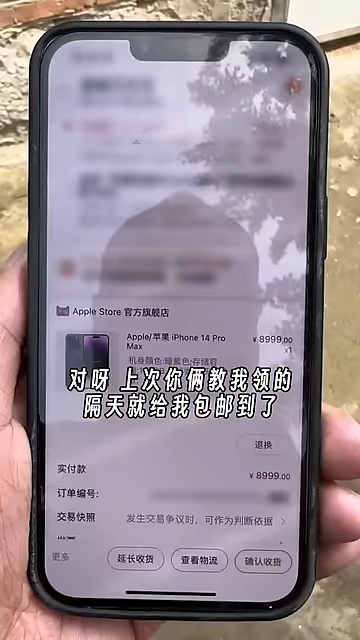 Apple Store 官方旗舰店
Apple/苹果 iPhone 14 Pro
Max
¥8999.00
x1
机身颜色:暗紫色;存储容
对呀 上次你俩教我领的
隔天就给我包邮到了
退换
实付款
¥8999.00
订单编号:
交易快照
发生交易争议时，可作为判断依据 >
更多
延长收货
查看物流
确认收货